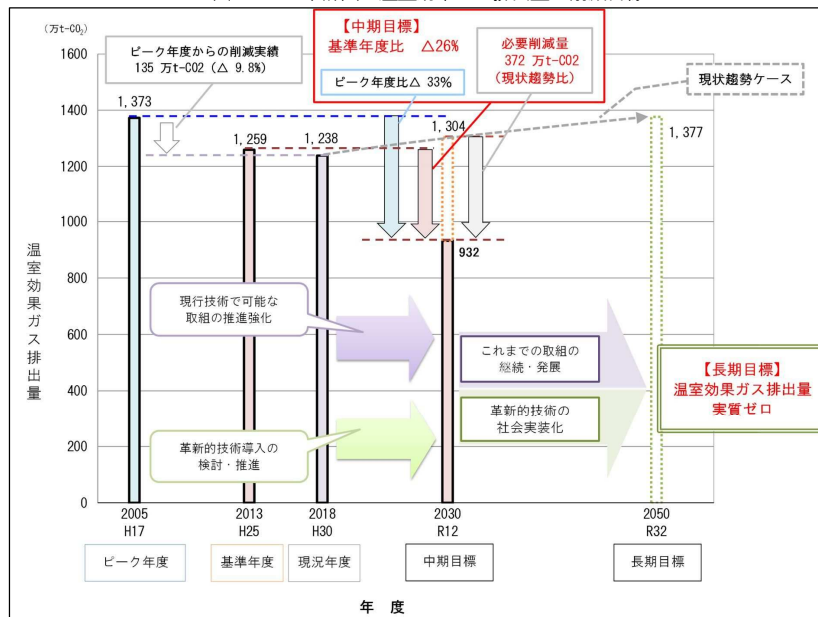 (万t-CO₂)
1600
1400
1200
1000
800
600
400
200
0
温室効果ガス排出量
ピーク年度からの削減実績
135 万t-CO2(△ 9.8%)
【中期目標】
基準年度比 △26%
ピーク年度比△ 33%
必要削減量
372 万t-CO2
(現状趨勢比)
現状趨勢ケース
1,373
1,259
1,238
1,304
1,377
932
現行技術で可能な
取組の推進強化
これまでの取組の
継続・発展
革新的技術導入の
検討・推進
革新的技術の
社会実装化
【長期目標】
温室効果ガス排出量
実質ゼロ
2005
H17
2013
H25
2018
H30
2030
R12
2050
R32
ピーク年度
基準年度
現況年度
中期目標
長期目標
年 度